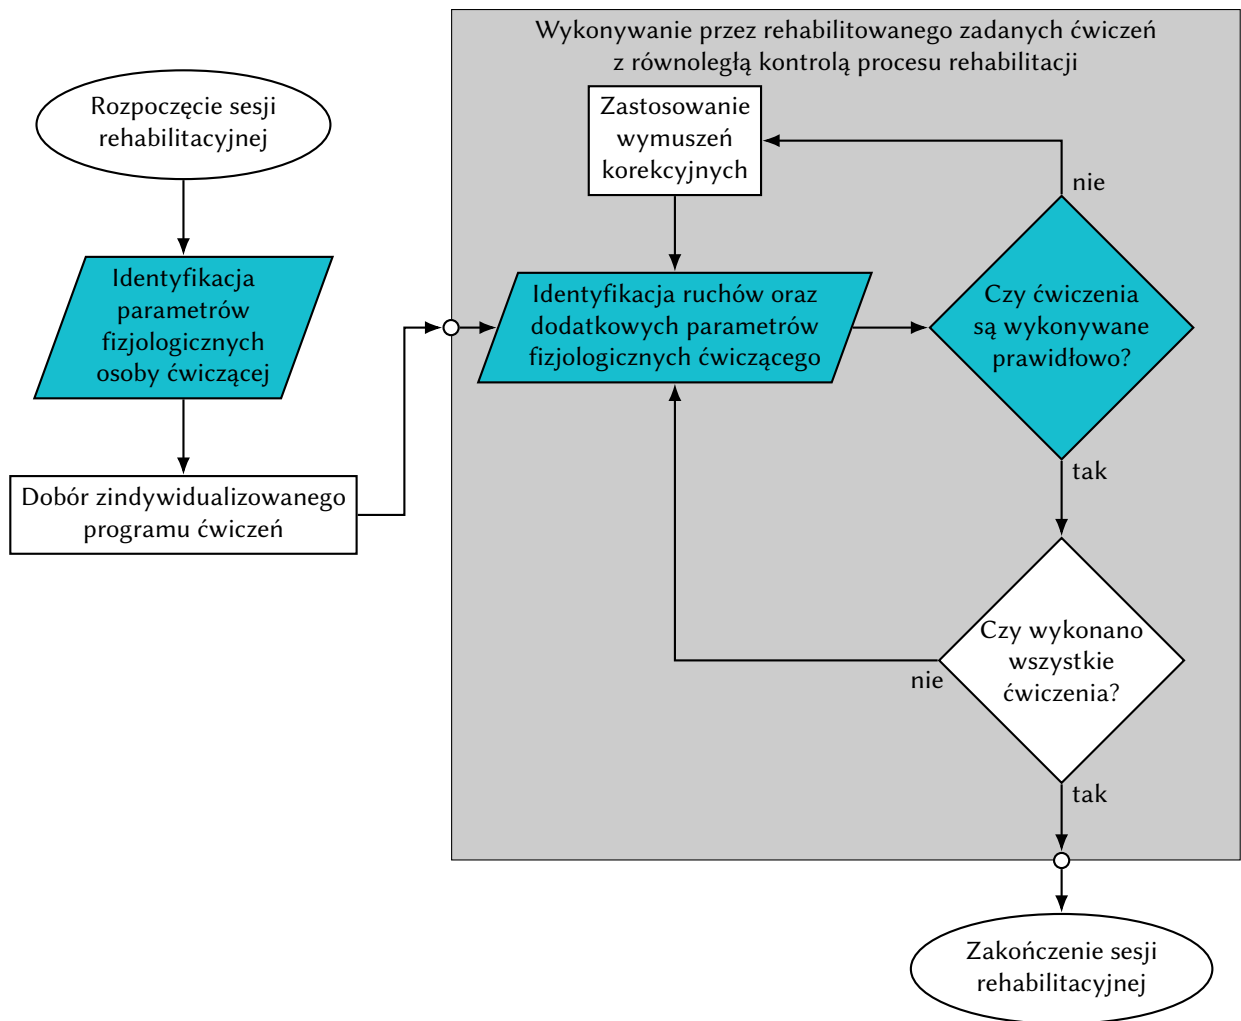 Wykonywanie przez rehabilitowanego zadanych ćwiczeń
z równoległą kontrolą procesu rehabilitacji
Rozpoczęcie sesji
rehabilitacyjnej
Zastosowanie
wymuszeń
korekcyjnych
nie
Identyfikacja
parametrów
fizjologicznych
osoby ćwiczącej
Identyfikacja ruchów oraz
dodatkowych parametrów
fizjologicznych ćwiczącego
Czy ćwiczenia
są wykonywane
prawidłowo?
tak
Dobór zindywidualizowanego
programu ćwiczeń
Czy wykonano
wszystkie
ćwiczenia?
nie
tak
Zakończenie sesji
rehabilitacyjnej